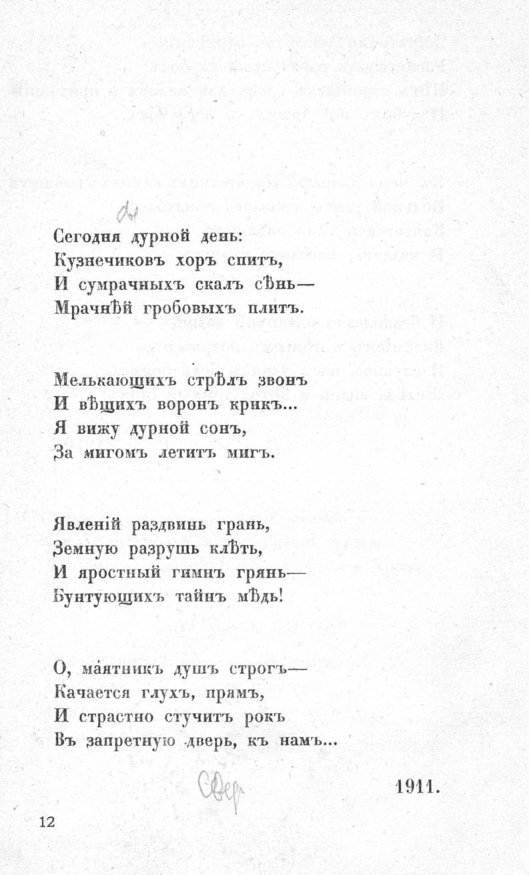 Сегодня дурной день:
Кузнечиковъ хоръ спитъ,
И сумрачныхъ скалъ сѣнь—
Мрачнѣй гробовыхъ плитъ.
Мелькающихъ стрѣлъ звонъ
И вѣщихъ воронъ крикъ...
Я вижу дурной сонъ,
За мигомъ летитъ мигъ.
Явленій раздвинь грань,
Земную разрушь клѣть,
И яростный гимнъ грянь—
Бунтующихъ тайнъ мѣдь!
О, мáятникъ душъ строгъ—
Качается глухъ, прямъ,
И страстно стучитъ рокъ
Въ запретную дверь, къ намъ...
1911.
12